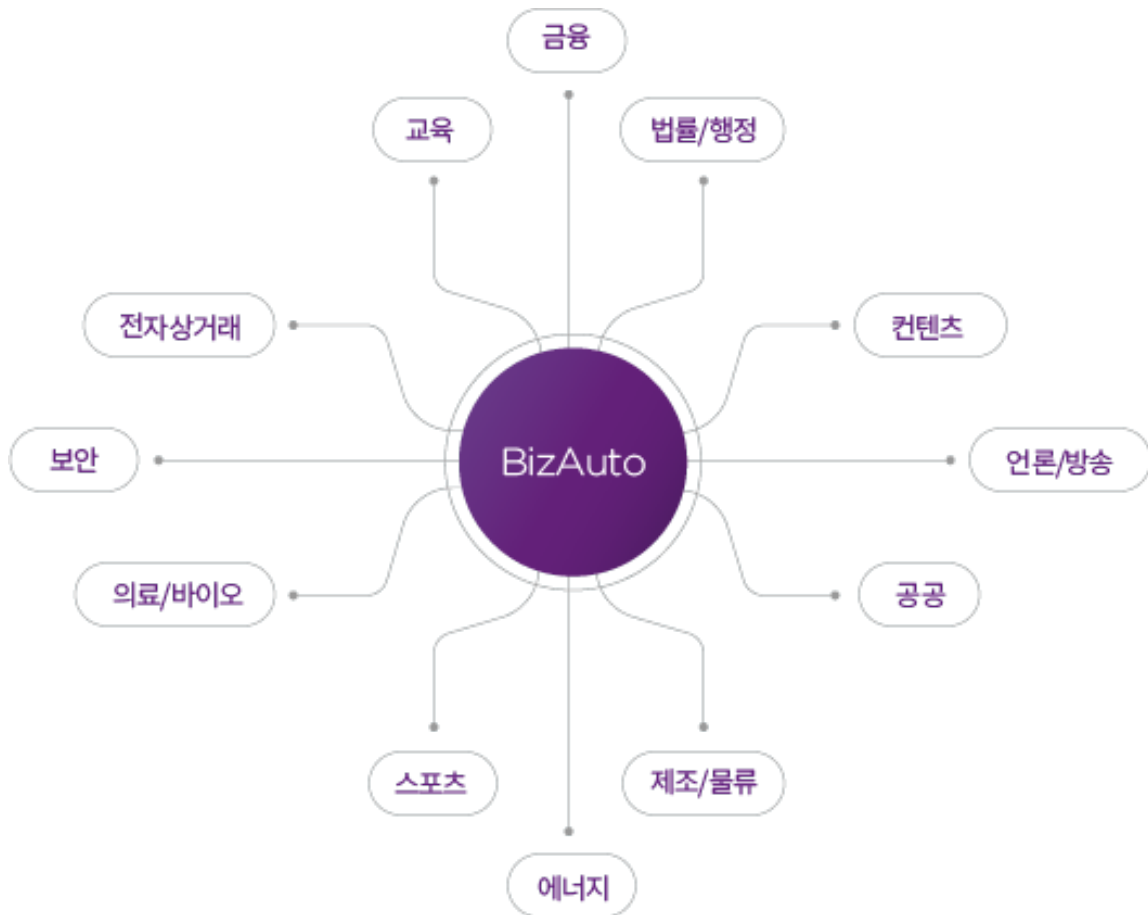 금융
교육
법률/행정
전자상거래
컨텐츠
보안
BizAuto
언론/방송
의료/바이오
공공
스포츠
제조/물류
에너지